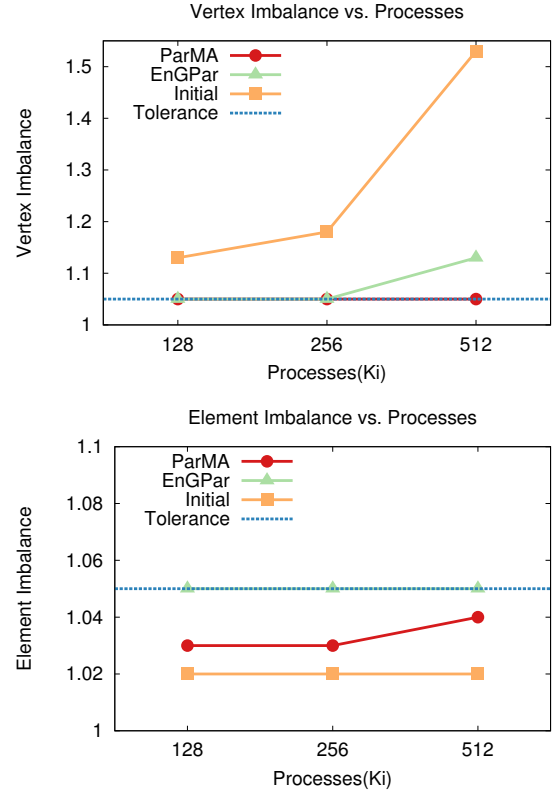 Vertex Imbalance vs. Processes
ParMA
EnGPar
Initial
Tolerance
1.5
1.4
1.3
1.2
1.1
1
Vertex Imbalance
128 256 512
Processes(Ki)
Element Imbalance vs. Processes
ParMA
EnGPar
Initial
Tolerance
1.1
1.08
1.06
1.04
1.02
1
Element Imbalance
128 256 512
Processes(Ki)